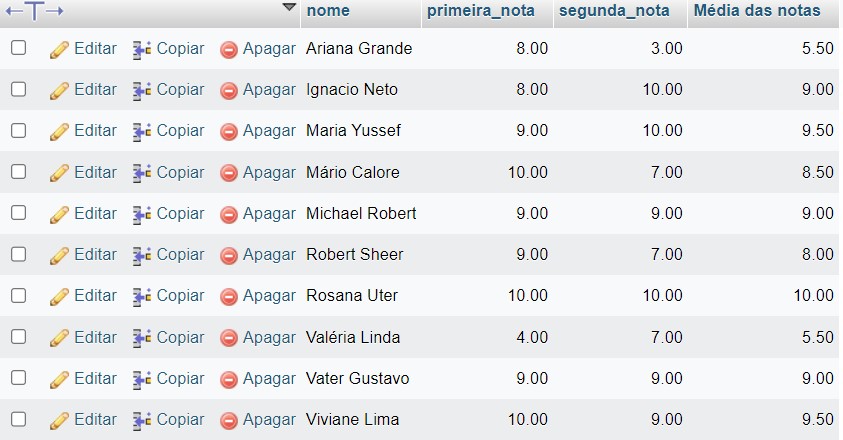 nome primeira_nota segunda_nota Média das notas
Editar Copiar Apagar Ariana Grande 8.00 3.00 5.50
Editar Copiar Apagar Ignacio Neto 8.00 10.00 9.00
Editar Copiar Apagar Maria Yussef 9.00 10.00 9.50
Editar Copiar Apagar Mário Calore 10.00 7.00 8.50
Editar Copiar Apagar Michael Robert 9.00 9.00 9.00
Editar Copiar Apagar Robert Sheer 9.00 7.00 8.00
Editar Copiar Apagar Rosana Uter 10.00 10.00 10.00
Editar Copiar Apagar Valéria Linda 4.00 7.00 5.50
Editar Copiar Apagar Vater Gustavo 9.00 9.00 9.00
Editar Copiar Apagar Viviane Lima 10.00 9.00 9.50